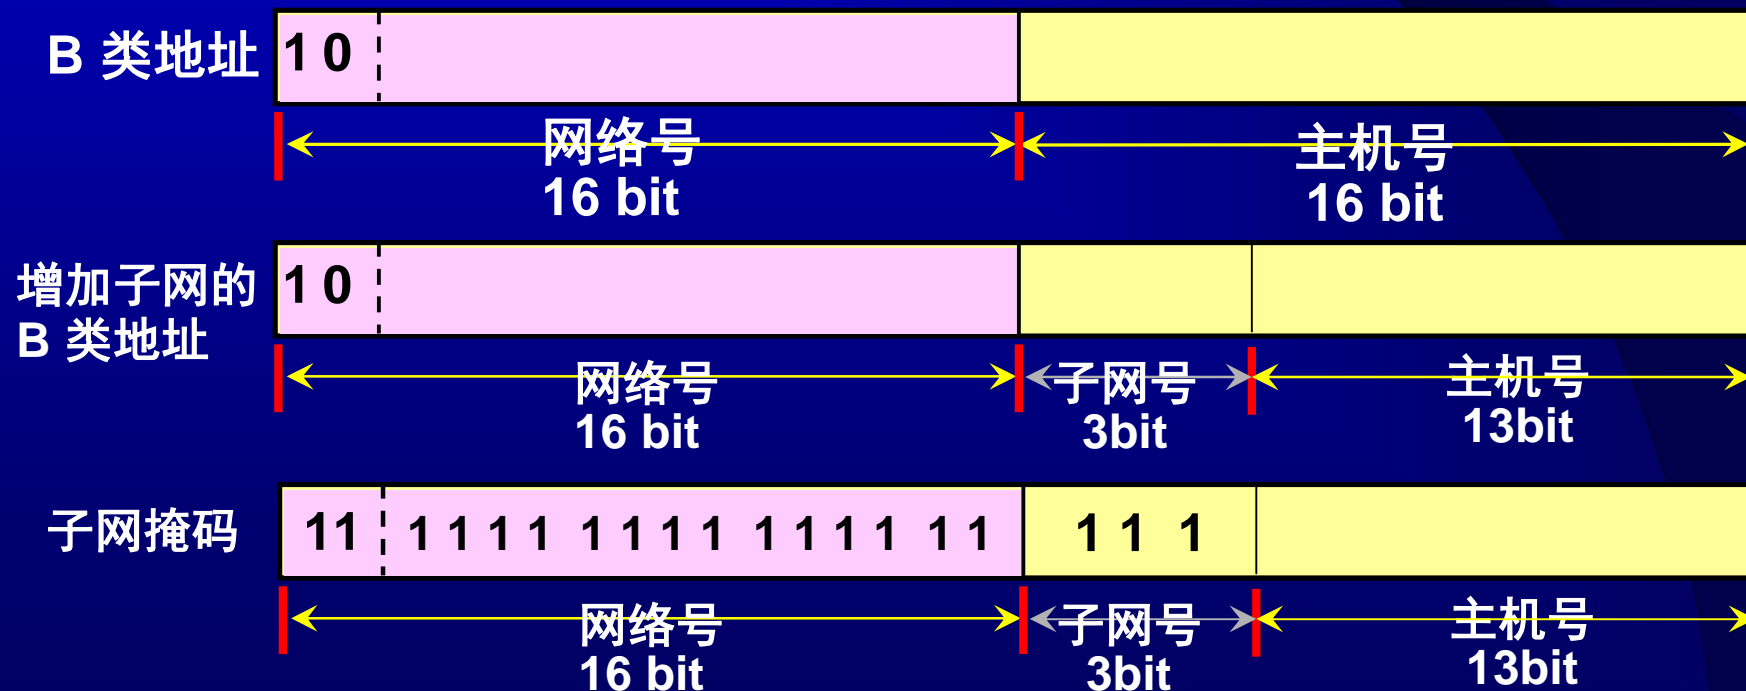 B 类地址
1 0
网络号
16 bit
主机号
16 bit
增加子网的
B 类地址
1 0
网络号
16 bit
子网号
3bit
主机号
13bit
子网掩码
11 1 1 1 1 1 1 1 1 1 1 1 1 1 1 1 1 1
网络号
16 bit
子网号
3bit
主机号
13bit